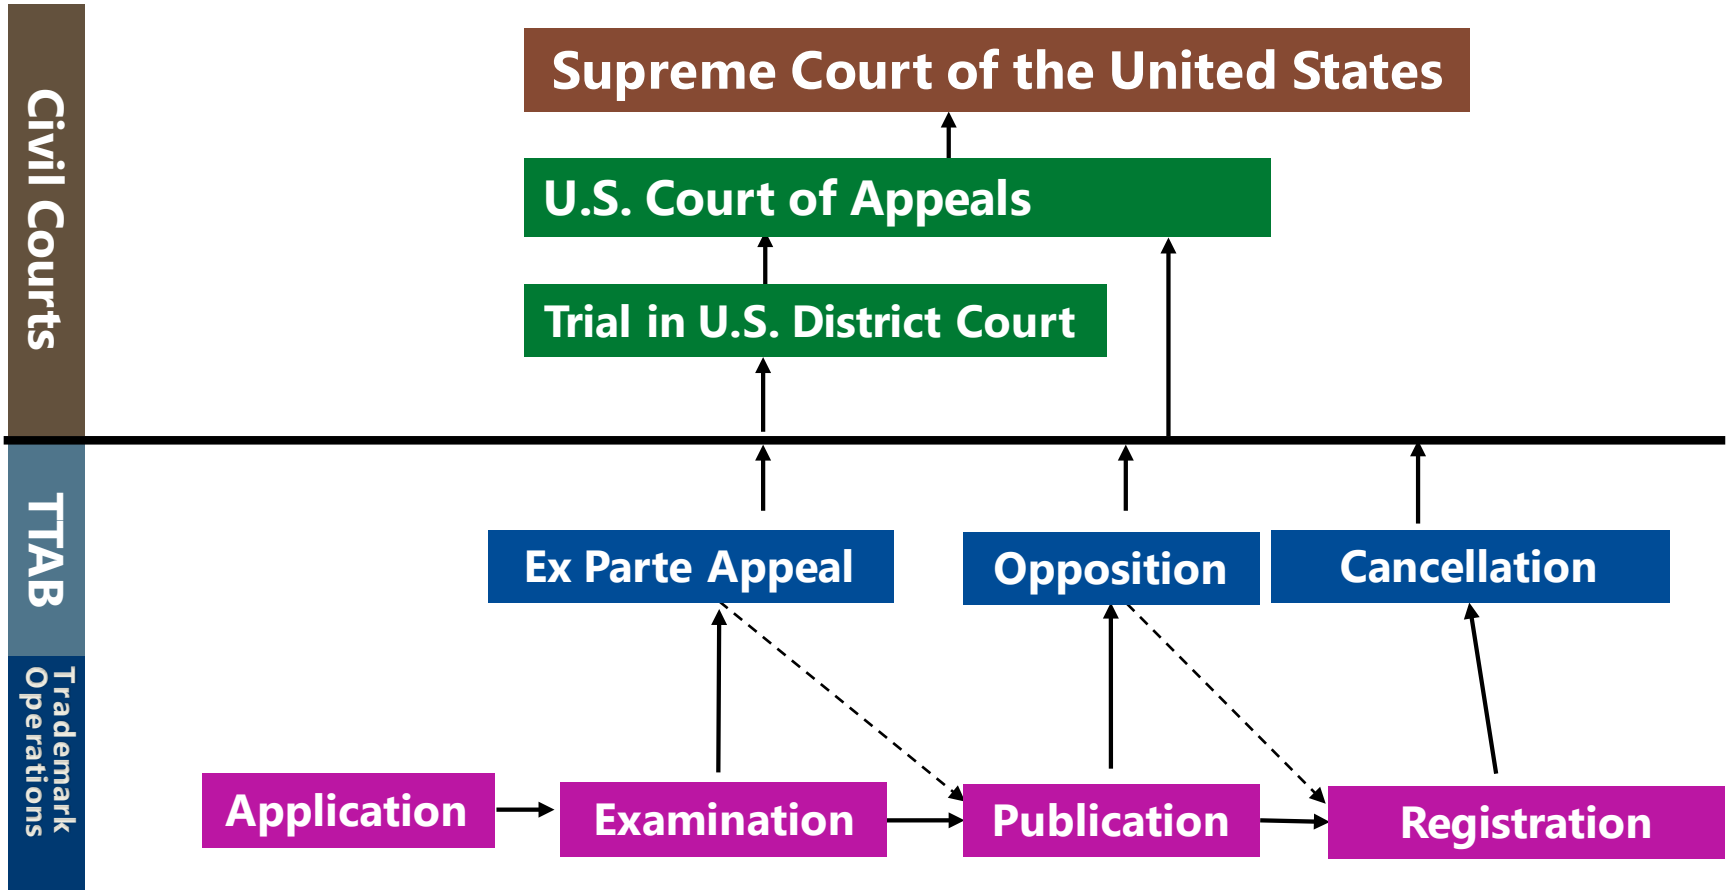 Civil Courts
Supreme Court of the United States
U.S. Court of Appeals
Trial in U.S. District Court
TTAB
Ex Parte Appeal
Opposition
Cancellation
Trademark
Operations
Application
Examination
Publication
Registration